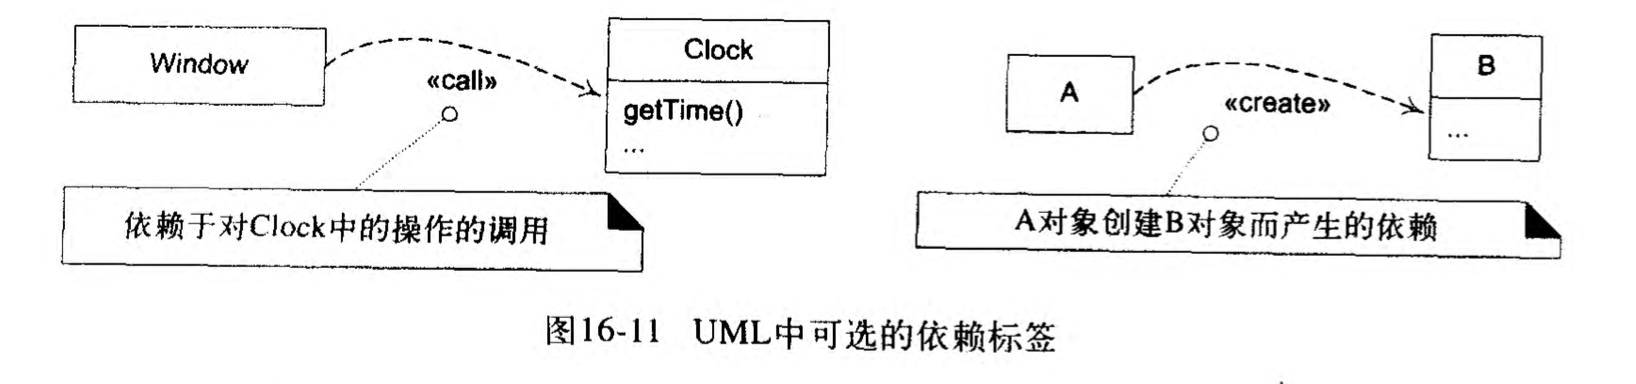 Window
«call»
Clock
getTime()
...
依赖于对Clock中的操作的调用
A
«create»
B
...
A对象创建B对象而产生的依赖
图16-11 UML中可选的依赖标签